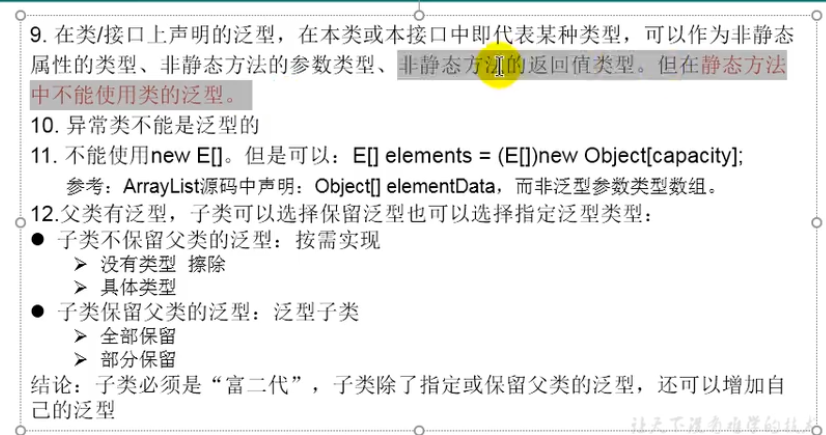 9. 在类/接口上声明的泛型，在本类或本接口中即代表某种类型，可以作为非静态
属性的类型、非静态方法的参数类型、非静态方法的返回值类型。但在静态方法
中不能使用类的泛型。
10. 异常类不能是泛型的
11. 不能使用new E[]。但是可以：E[] elements = (E[])new Object[capacity];
参考：ArrayList源码中声明：Object[] elementData，而非泛型参数类型数组。
12.父类有泛型，子类可以选择保留泛型也可以选择指定泛型类型：
● 子类不保留父类的泛型：按需实现
➢ 没有类型 擦除
➢ 具体类型
● 子类保留父类的泛型：泛型子类
➢ 全部保留
➢ 部分保留
结论：子类必须是“富二代”，子类除了指定或保留父类的泛型，还可以增加自
己的泛型
让天下没有难学的技术